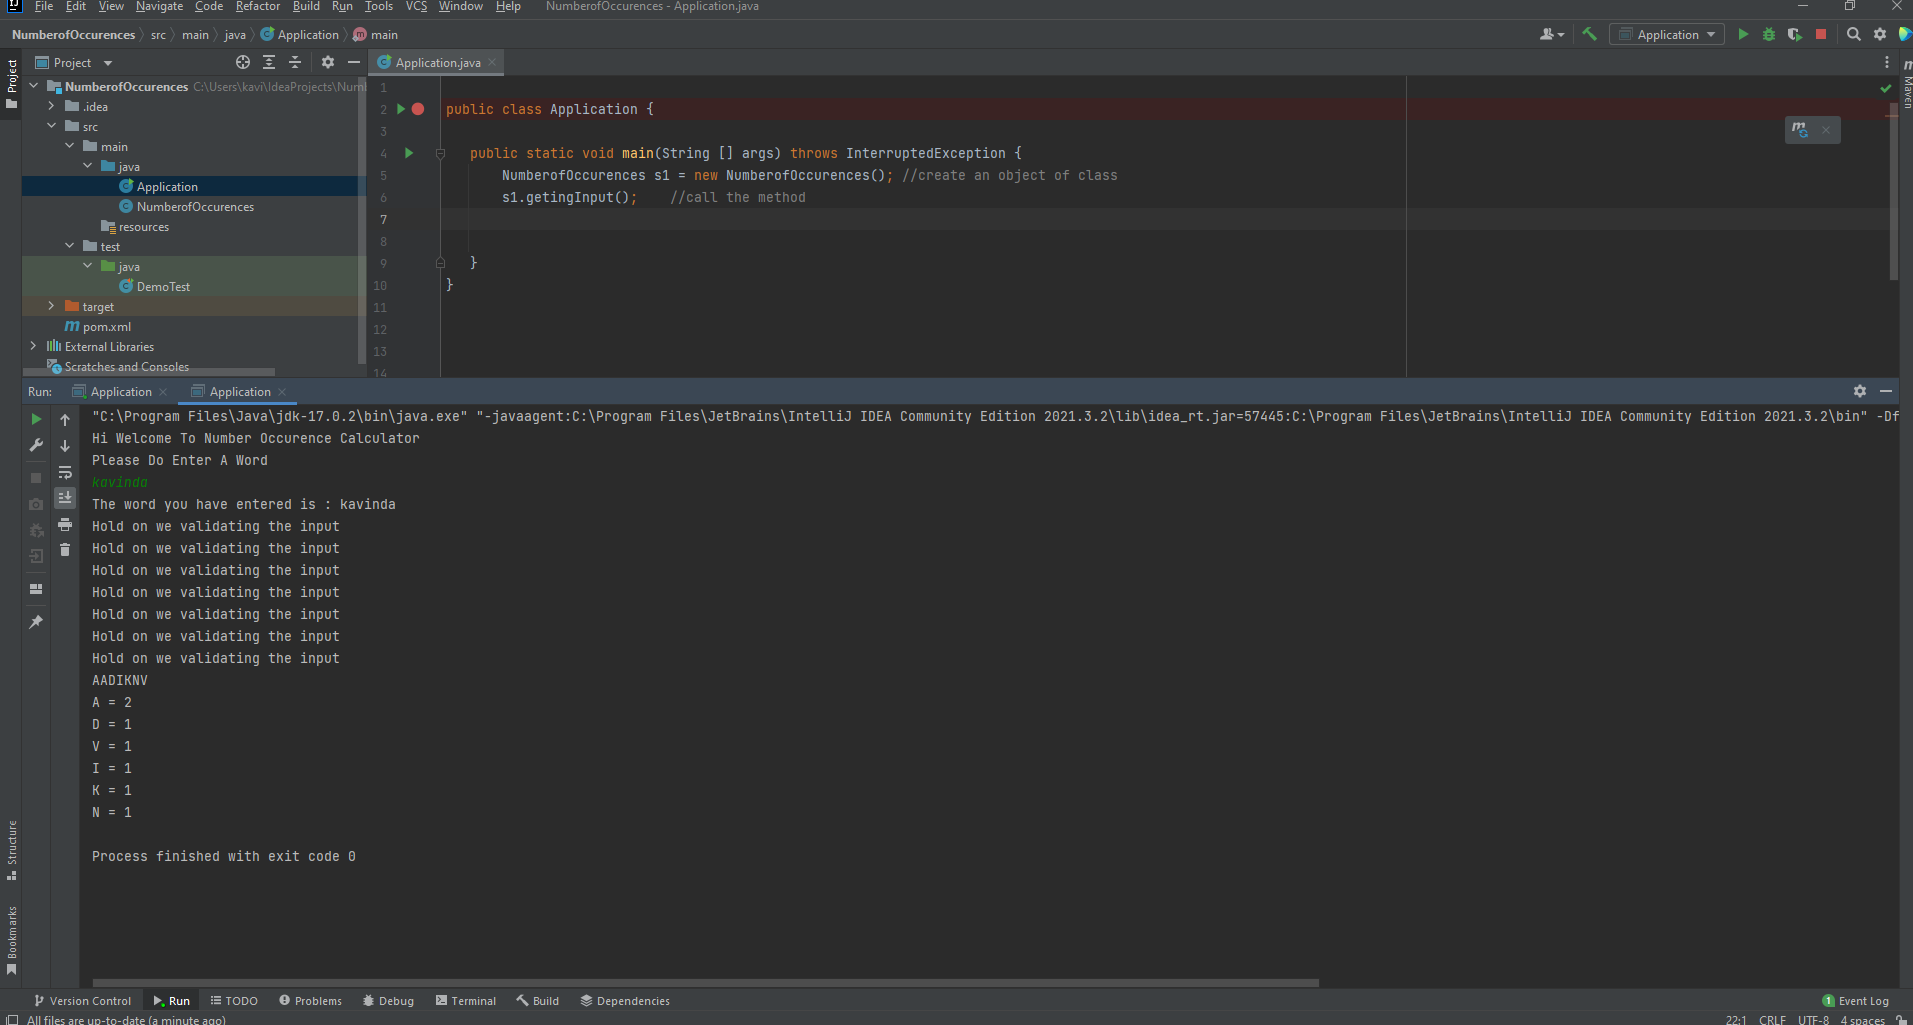 File Edit View Navigate Code Refactor Build Run Tools VCS Window Help NumberofOccurences - Application.java
NumberofOccurences src main java Application main
Application
Project
Application.java
Project
NumberofOccurences C:\Users\kavi\IdeaProjects\Num
.idea
src
main
java
Application
NumberofOccurences
resources
test
java
DemoTest
target
pom.xml
External Libraries
Scratches and Consoles
1
2 public class Application {
3
4 public static void main(String [] args) throws InterruptedException {
5 NumberofOccurences s1 = new NumberofOccurences(); //create an object of class
6 s1.getingInput(); //call the method
7
8
9 }
10 }
11
12
13
14
Maven
Run: Application Application
"C:\Program Files\Java\jdk-17.0.2\bin\java.exe" "-javaagent:C:\Program Files\JetBrains\IntelliJ IDEA Community Edition 2021.3.2\lib\idea_rt.jar=57445:C:\Program Files\JetBrains\IntelliJ IDEA Community Edition 2021.3.2\bin" -Df
Hi Welcome To Number Occurence Calculator
Please Do Enter A Word
kavinda
The word you have entered is : kavinda
Hold on we validating the input
Hold on we validating the input
Hold on we validating the input
Hold on we validating the input
Hold on we validating the input
Hold on we validating the input
Hold on we validating the input
AADIKNV
A = 2
D = 1
V = 1
I = 1
K = 1
N = 1
Process finished with exit code 0
Structure
Bookmarks
Version Control Run TODO Problems Debug Terminal Build Dependencies 1 Event Log
All files are up-to-date (a minute ago) 22:1 CRLF UTF-8 4 spaces